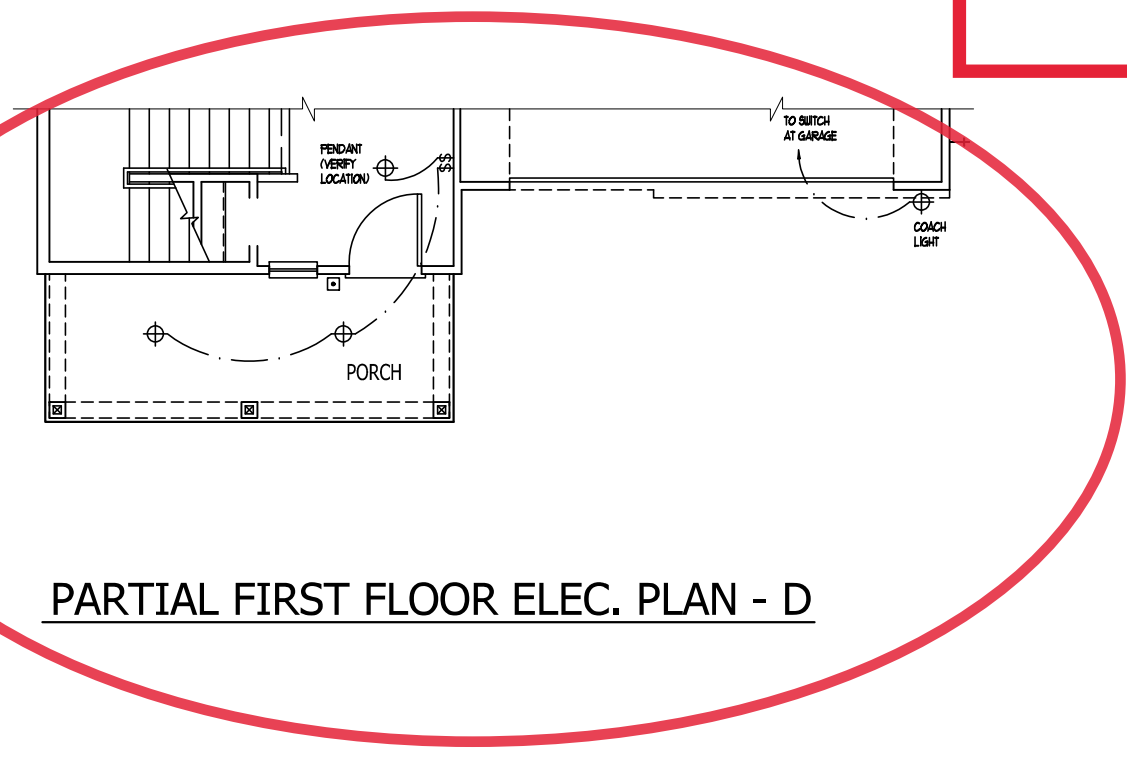 TO SWITCH
AT GARAGE
PENDANT
(VERIFY
LOCATION)
$$
COACH
LIGHT
PORCH
PARTIAL FIRST FLOOR ELEC. PLAN - D